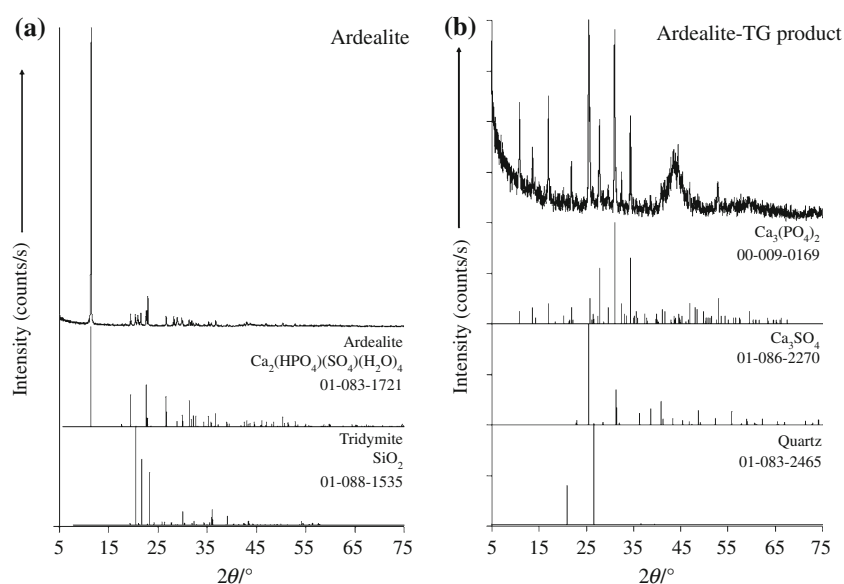 (a)
Ardealite
Intensity (counts/s)
Ardealite
Ca₂(HPO₄)(SO₄)(H₂O)₄
01-083-1721
Tridymite
SiO₂
01-088-1535
5 15 25 35 45 55 65 75
2θ/°
(b)
Ardealite-TG product
Intensity (counts/s)
Ca₃(PO₄)₂
00-009-0169
Ca₃SO₄
01-086-2270
Quartz
01-083-2465
5 15 25 35 45 55 65 75
2θ/°